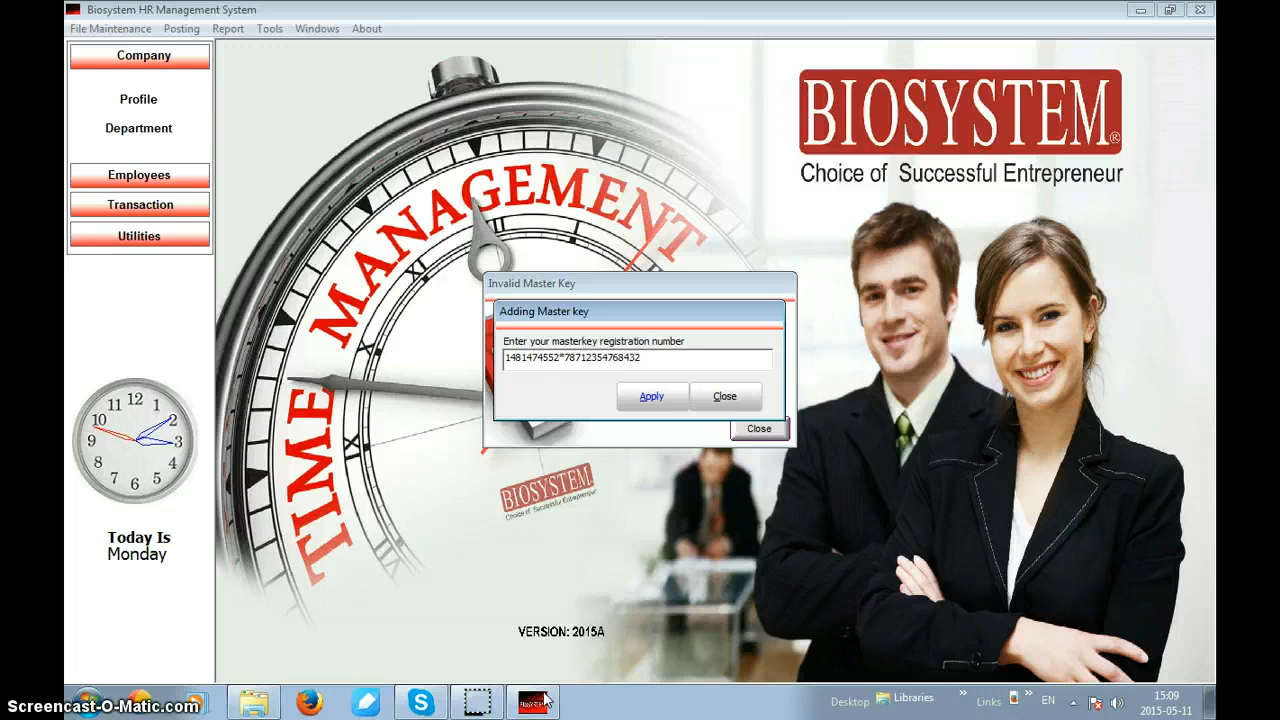 Biosystem HR Management System
File Maintenance Posting Report Tools Windows About
Company
Profile
Department
Employees
Transaction
Utilities
12
1
2
3
4
5
6
7
8
9
10
11
Today Is
Monday
TIME MANAGEMENT
XI
X
BIOSYSTEM®
Choice of Successful Entrepreneur
Invalid Master Key
Adding Master key
Enter your masterkey registration number
1481474552*78712354768432
Apply Close
Close
BIOSYSTEM
Choice of Successful Entrepreneur
VERSION: 2015A
Desktop Libraries » Links » EN 15:09
2015-05-11
BIOSYSTEM
Screencast-O-Matic.com